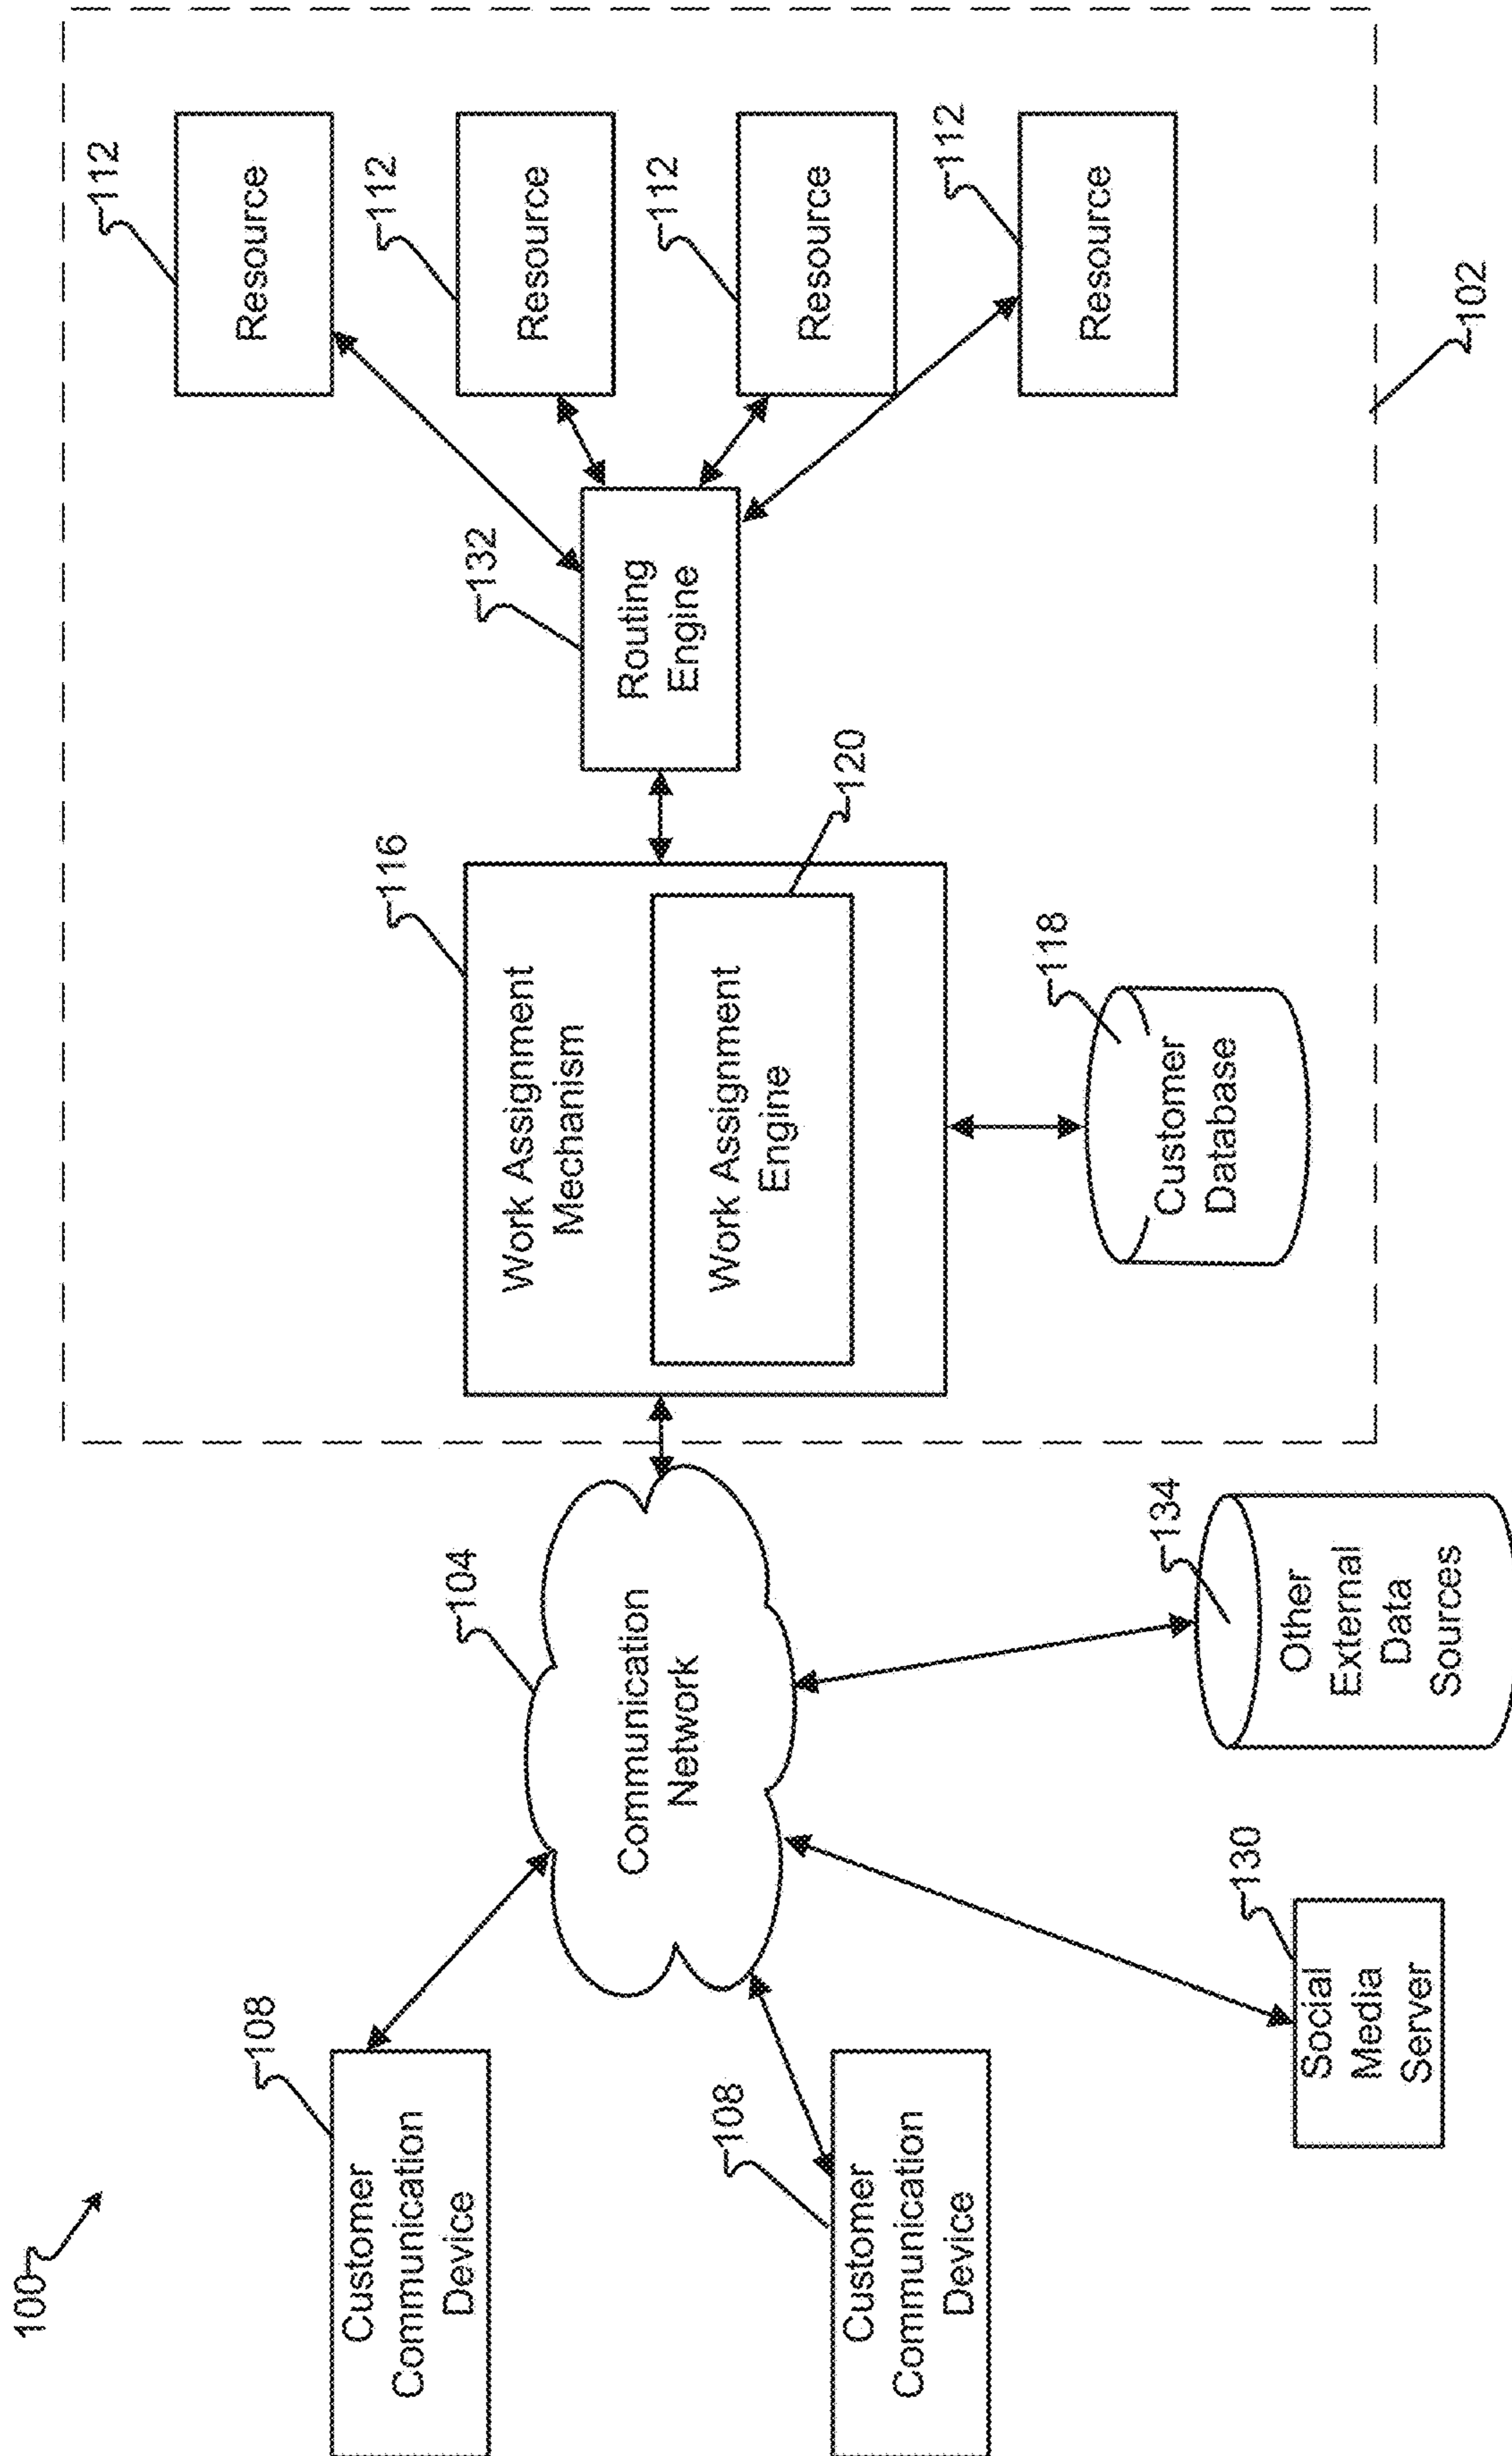 100
108
Customer
Communication
Device
108
Customer
Communication
Device
130
Social
Media
Server
104
Communication
Network
134
Other
External
Data
Sources
116
Work Assignment
Mechanism
120
Work Assignment
Engine
118
Customer
Database
132
Routing
Engine
112
Resource
112
Resource
112
Resource
112
Resource
102